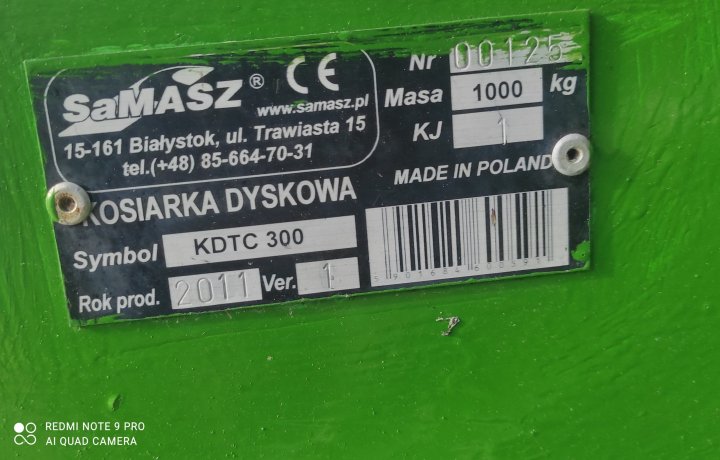 SaMASZ®
CE
www.samasz.pl
15-161 Białystok, ul. Trawiasta 15
tel.(+48) 85-664-70-31
Nr 00125
Masa 1000 kg
KJ 1
MADE IN POLAND
KOSIARKA DYSKOWA
Symbol KDTC 300
Rok prod. 2011 Ver. 1
REDMI NOTE 9 PRO
AI QUAD CAMERA